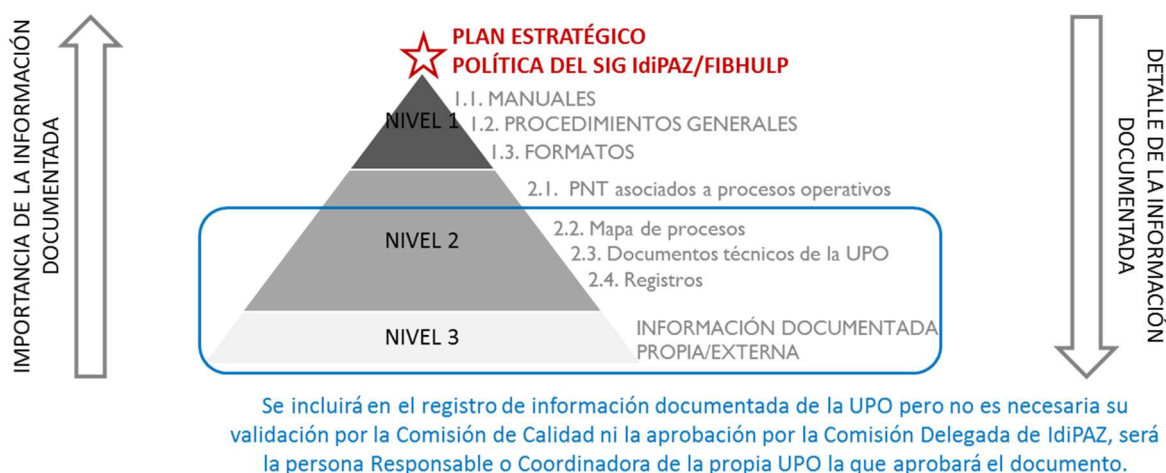 IMPORTANCIA DE LA INFORMACIÓN
DOCUMENTADA
PLAN ESTRATÉGICO
POLÍTICA DEL SIG IdiPAZ/FIBHULP
NIVEL 1
1.1. MANUALES
1.2. PROCEDIMIENTOS GENERALES
1.3. FORMATOS
2.1. PNT asociados a procesos operativos
NIVEL 2
2.2. Mapa de procesos
2.3. Documentos técnicos de la UPO
2.4. Registros
NIVEL 3
INFORMACIÓN DOCUMENTADA
PROPIA/EXTERNA
DETALLE DE LA INFORMACIÓN
DOCUMENTADA
Se incluirá en el registro de información documentada de la UPO pero no es necesaria su
validación por la Comisión de Calidad ni la aprobación por la Comisión Delegada de IdiPAZ, será
la persona Responsable o Coordinadora de la propia UPO la que aprobará el documento.